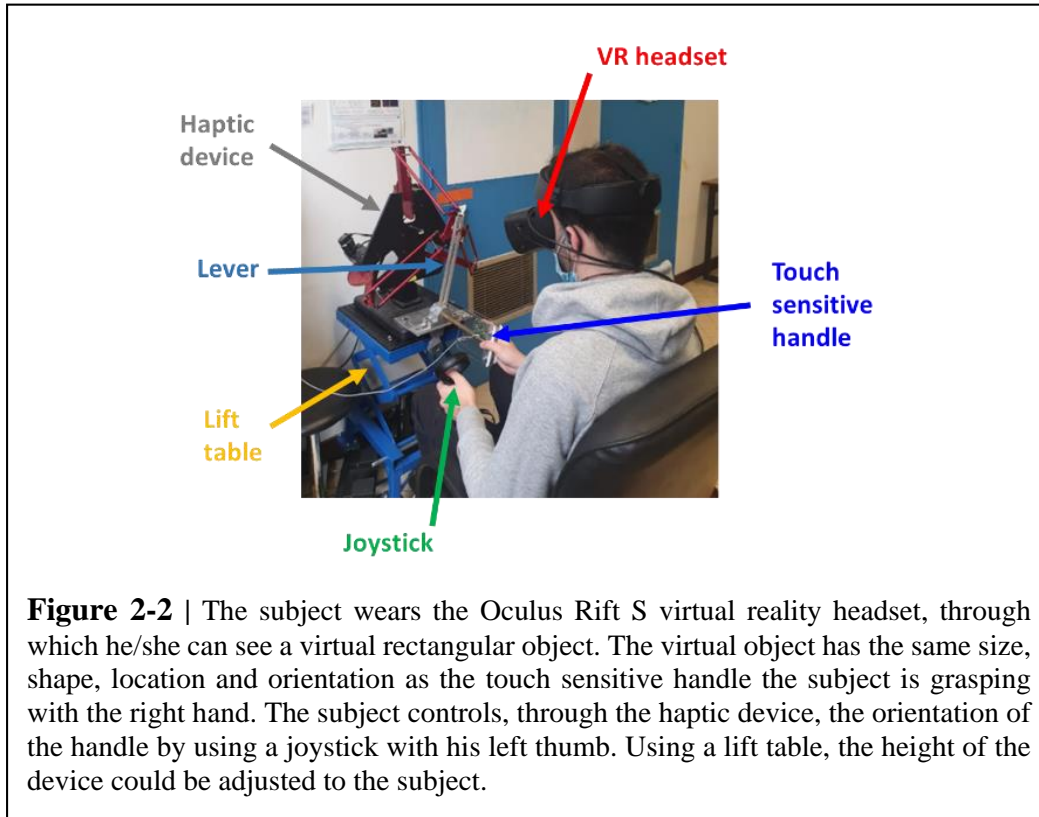 VR headset
Haptic
device
Lever
Touch
sensitive
handle
Lift
table
Joystick
Figure 2-2 | The subject wears the Oculus Rift S virtual reality headset, through
which he/she can see a virtual rectangular object. The virtual object has the same size,
shape, location and orientation as the touch sensitive handle the subject is grasping
with the right hand. The subject controls, through the haptic device, the orientation of
the handle by using a joystick with his left thumb. Using a lift table, the height of the
device could be adjusted to the subject.